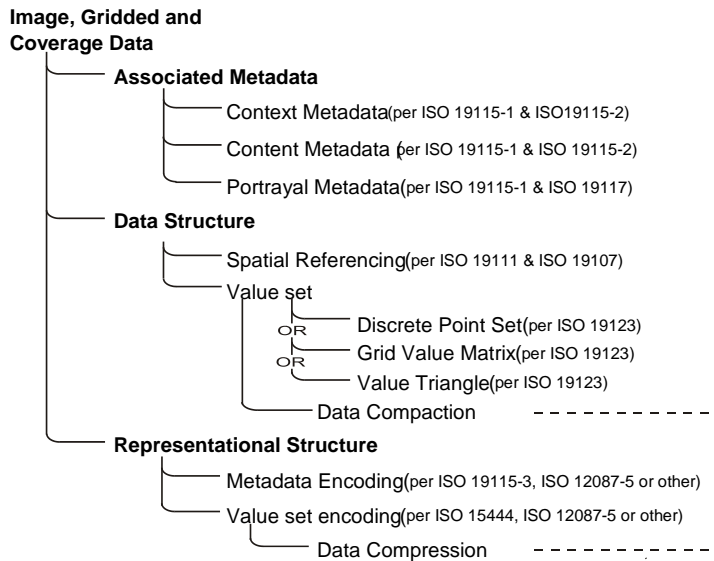 Image, Gridded and
Coverage Data
Associated Metadata
Context Metadata(per ISO 19115-1 & ISO19115-2)
Content Metadata (per ISO 19115-1 & ISO 19115-2)
Portrayal Metadata(per ISO 19115-1 & ISO 19117)
Data Structure
Spatial Referencing(per ISO 19111 & ISO 19107)
Value set
Discrete Point Set(per ISO 19123)
OR
Grid Value Matrix(per ISO 19123)
OR
Value Triangle(per ISO 19123)
Data Compaction
Representational Structure
Metadata Encoding(per ISO 19115-3, ISO 12087-5 or other)
Value set encoding(per ISO 15444, ISO 12087-5 or other)
Data Compression